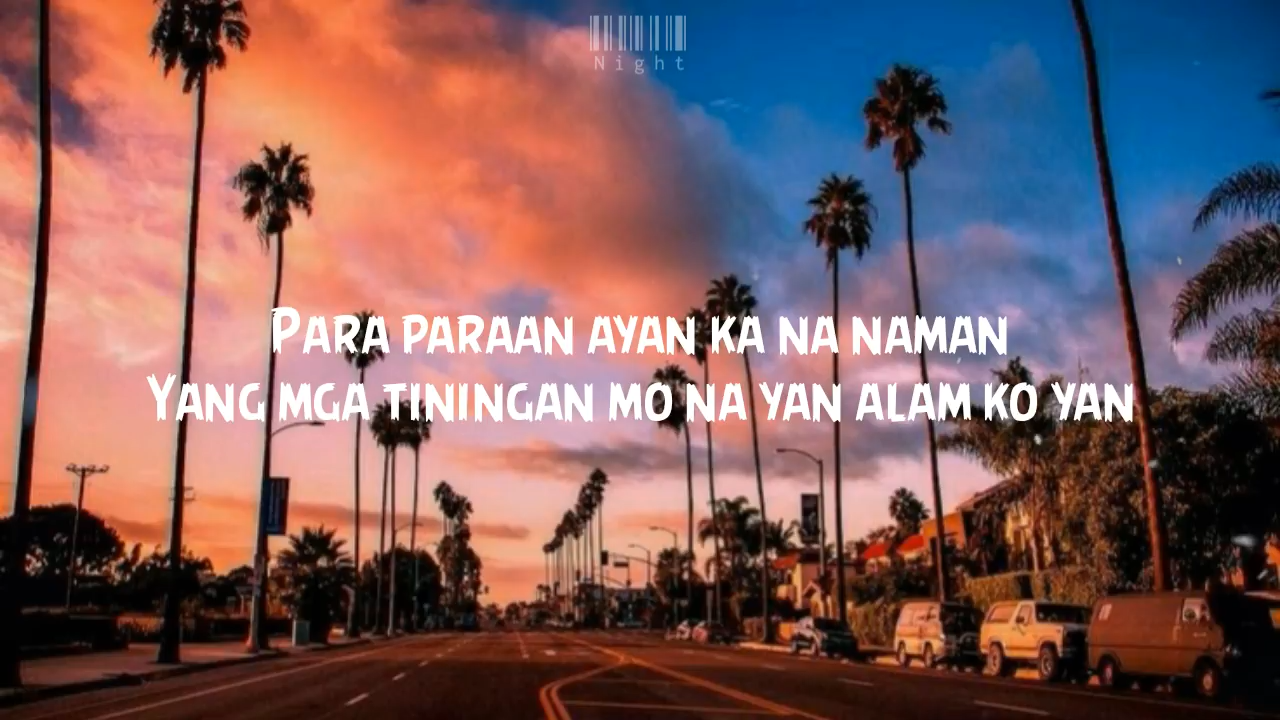 Night
Para paraan ayan ka na naman
Yang mga tiningan mo na yan alam ko yan